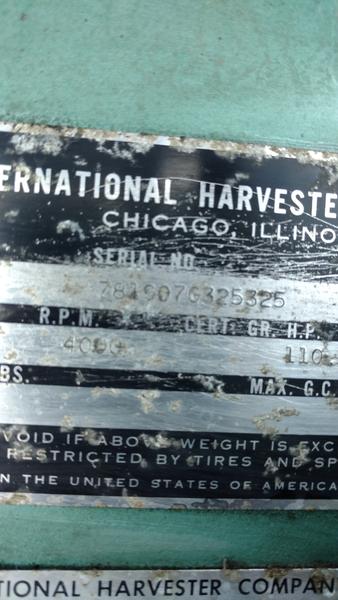 ERNATIONAL HARVESTE
CHICAGO, ILLINO
SERIAL NO.
781907G325325
R.P.M. CERT. GR. H.P.
4000 110
BS. MAX. G.C.
VOID IF ABOVE WEIGHT IS EXC
RESTRICTED BY TIRES AND SP
N THE UNITED STATES OF AMERICA
TIONAL HARVESTER COMPAN